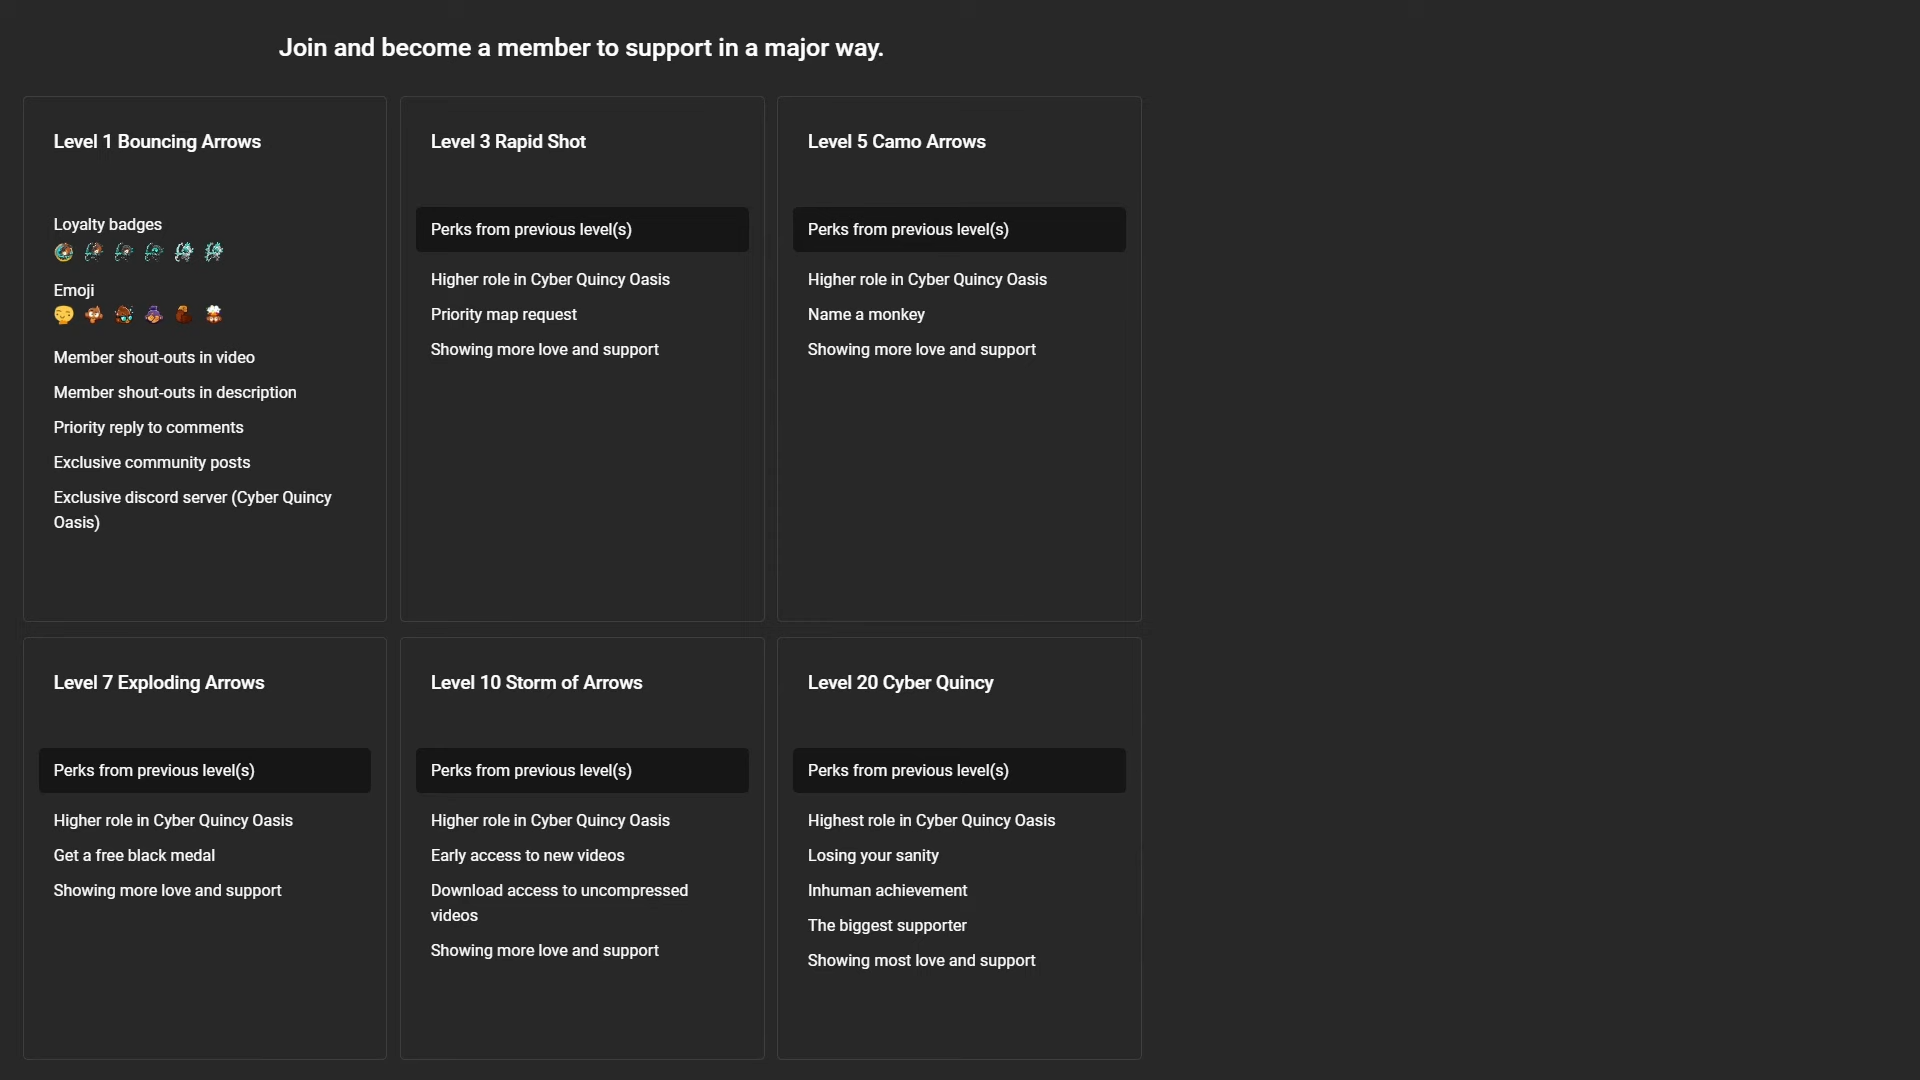 Join and become a member to support in a major way.
Level 1 Bouncing Arrows
Loyalty badges
Emoji
Member shout-outs in video
Member shout-outs in description
Priority reply to comments
Exclusive community posts
Exclusive discord server (Cyber Quincy
Oasis)
Level 3 Rapid Shot
Perks from previous level(s)
Higher role in Cyber Quincy Oasis
Priority map request
Showing more love and support
Level 5 Camo Arrows
Perks from previous level(s)
Higher role in Cyber Quincy Oasis
Name a monkey
Showing more love and support
Level 7 Exploding Arrows
Perks from previous level(s)
Higher role in Cyber Quincy Oasis
Get a free black medal
Showing more love and support
Level 10 Storm of Arrows
Perks from previous level(s)
Higher role in Cyber Quincy Oasis
Early access to new videos
Download access to uncompressed
videos
Showing more love and support
Level 20 Cyber Quincy
Perks from previous level(s)
Highest role in Cyber Quincy Oasis
Losing your sanity
Inhuman achievement
The biggest supporter
Showing most love and support